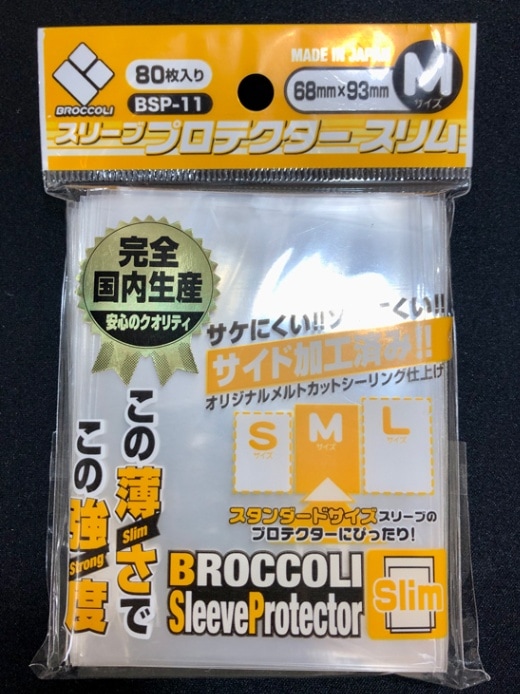 BROCCOLI
80枚入り
BSP-11
MADE IN JAPAN
68mm×93mm
M
サイズ
スリーブプロテクタースリム
完全
国内生産
安心のクオリティ
サケにくい!!
くい!!
サイド加工済み!!
オリジナルメルトカットシーリング仕上げ
S
サイズ
M
サイズ
L
サイズ
スタンダードサイズスリーブの
プロテクターにぴったり!
この薄さで
Slim
この強度
Strong
BROCCOLI
SleeveProtector
Slim